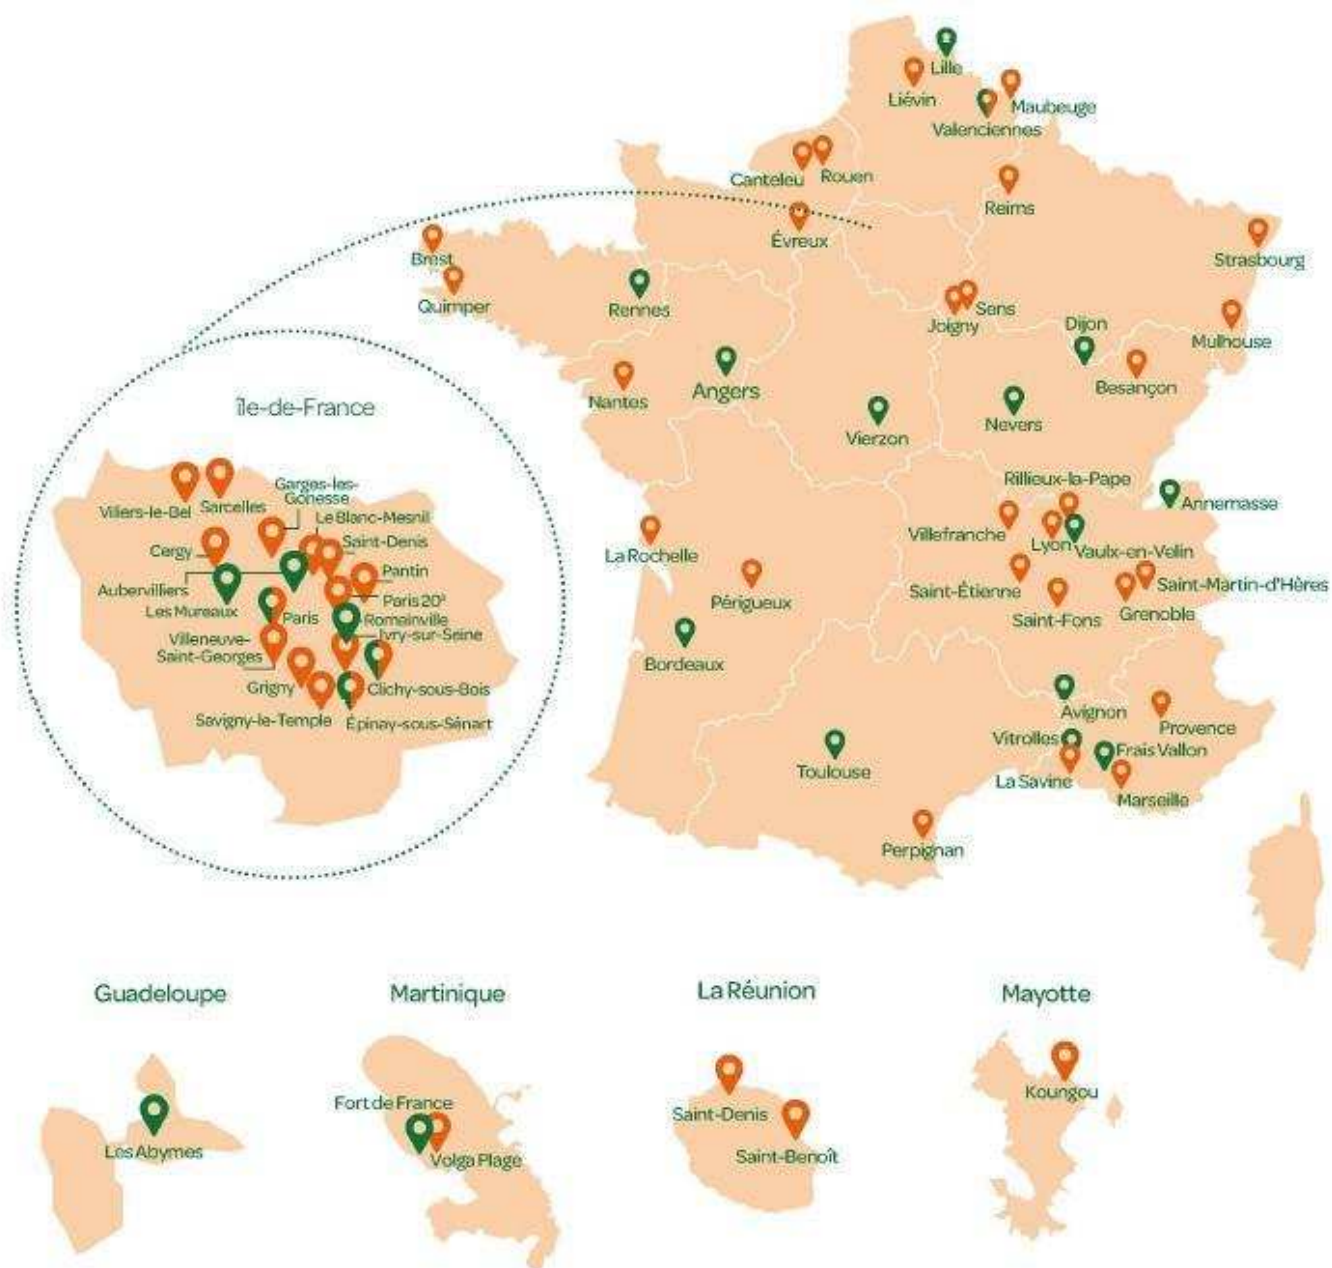 Lille
Liévin
Maubeuge
Valenciennes
Canteleu
Rouen
Reims
Évreux
Brest
Strasbourg
Quimper
Rennes
Sens
Joigny
Dijon
Mulhouse
Besançon
Nantes
Angers
Nevers
Vierzon
Rillieux-la-Pape
Annemasse
Villefranche
Lyon
Vaulx-en-Velin
La Rochelle
Saint-Étienne
Saint-Martin-d'Hères
Périgueux
Saint-Fons
Grenoble
Bordeaux
Avignon
Provence
Vitrolles
Frais Vallon
Toulouse
La Savine
Marseille
Perpignan
Île-de-France
Garges-les-
Gonesse
Villers-le-Bel
Sarcelles
Le Blanc-Mesnil
Saint-Denis
Cergy
Pantin
Aubervilliers
Paris 20ᵉ
Les Mureaux
Paris
Romainville
Ivry-sur-Seine
Villeneuve-
Saint-Georges
Grigny
Clichy-sous-Bois
Savigny-le-Temple
Épinay-sous-Sénart
Guadeloupe
Martinique
La Réunion
Mayotte
Les Abymes
Fort de France
Volga Plage
Saint-Denis
Saint-Benoît
Koungou